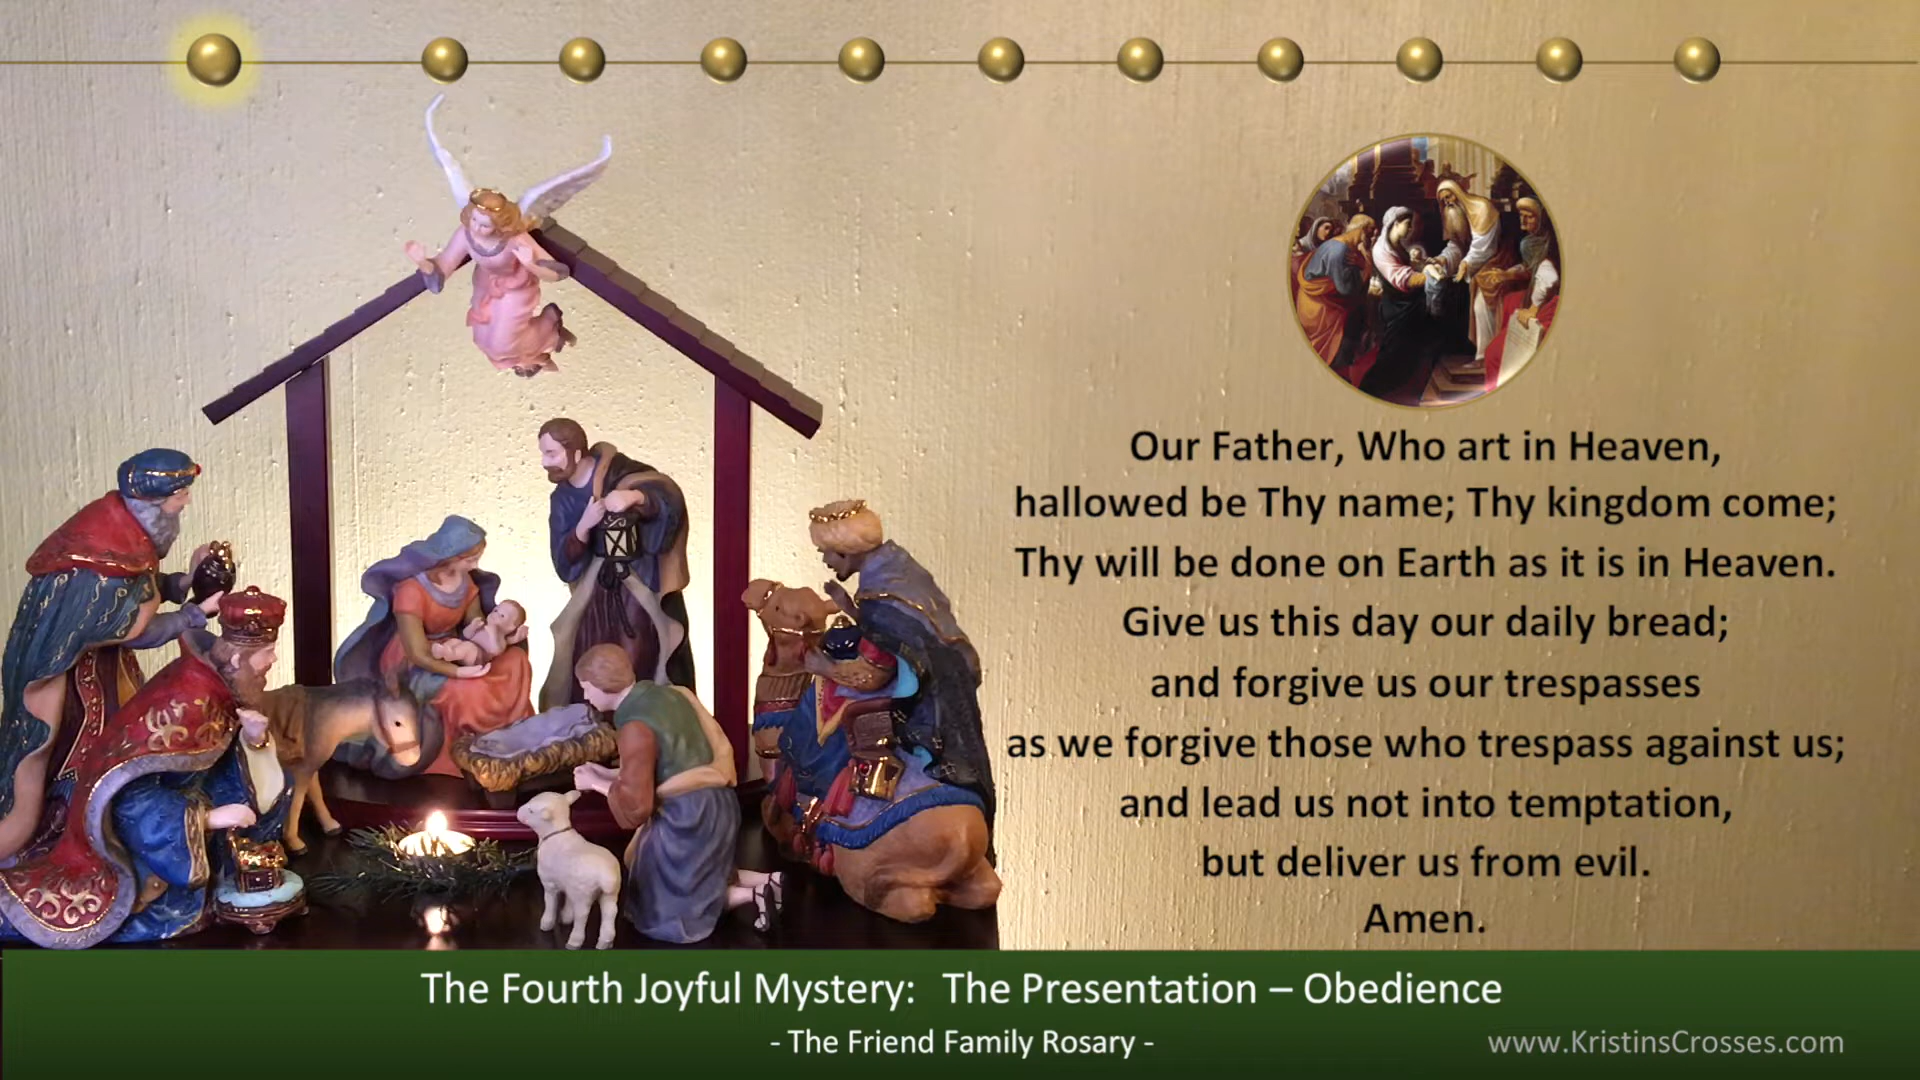 Our Father, Who art in Heaven,
hallowed be Thy name; Thy kingdom come;
Thy will be done on Earth as it is in Heaven.
Give us this day our daily bread;
and forgive us our trespasses
as we forgive those who trespass against us;
and lead us not into temptation,
but deliver us from evil.
Amen.
The Fourth Joyful Mystery: The Presentation – Obedience
- The Friend Family Rosary -
www.KristinsCrosses.com